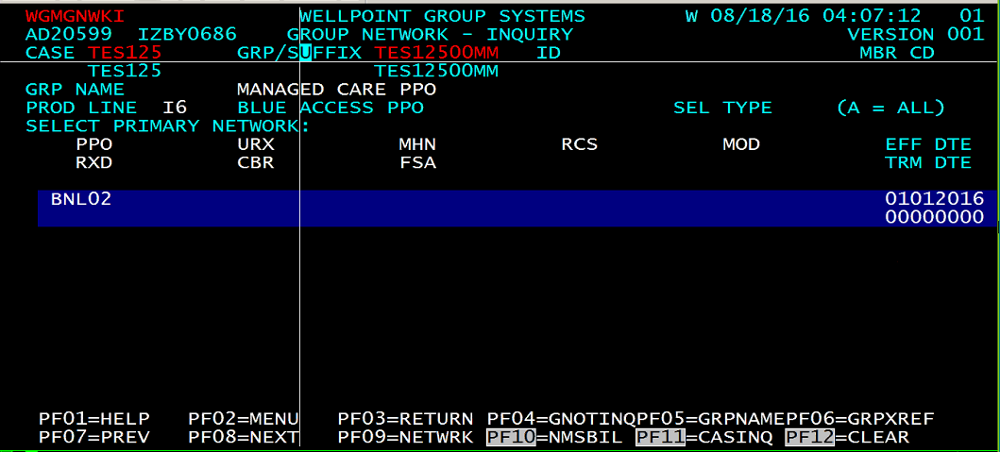 WGMGNWKI WELLPOINT GROUP SYSTEMS W 08/18/16 04:07:12 01
AD20599 IZBY0686 GROUP NETWORK - INQUIRY VERSION 001
CASE TES125 GRP/SUFFIX TES12500MM ID MBR CD
TES125 TES12500MM
GRP NAME MANAGED CARE PPO
PROD LINE I6 BLUE ACCESS PPO SEL TYPE (A = ALL)
SELECT PRIMARY NETWORK:
PPO URX MHN RCS MOD EFF DTE
RXD CBR FSA TRM DTE
BNL02 01012016
00000000
PF01=HELP PF02=MENU PF03=RETURN PF04=GNOTINQPF05=GRPNAMEPF06=GRPXREF
PF07=PREV PF08=NEXT PF09=NETWRK PF10=NMSBIL PF11=CASINQ PF12=CLEAR